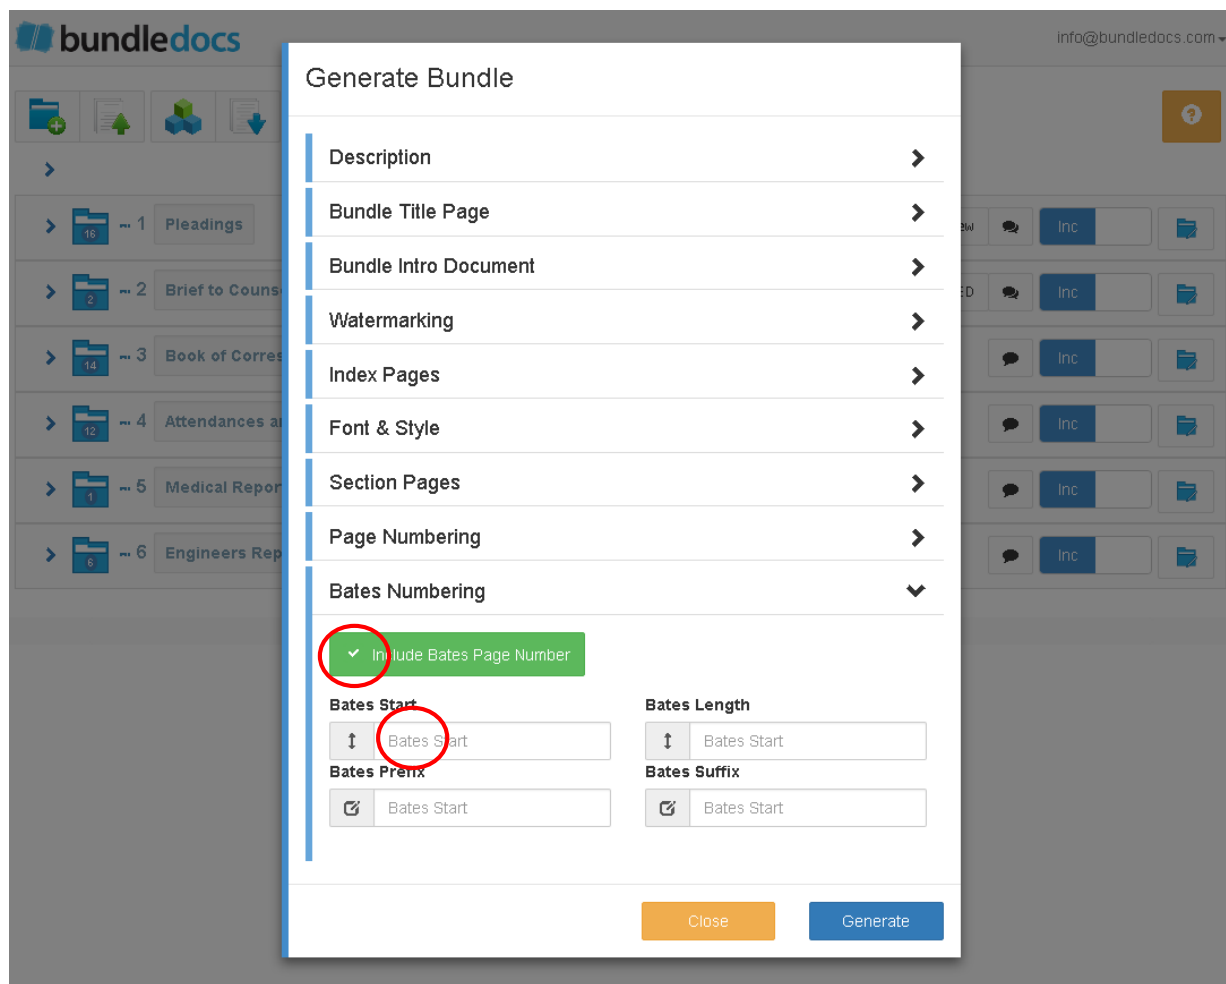 bundledocs
info@bundledocs.com
Generate Bundle
Description
Bundle Title Page
Bundle Intro Document
Watermarking
Index Pages
Font & Style
Section Pages
Page Numbering
Bates Numbering
16 1 Pleadings Inc
2 2 Brief to Couns ED Inc
14 3 Book of Corres Inc
12 4 Attendances Inc
1 5 Medical Repor Inc
6 6 Engineers Rep Inc
Include Bates Page Number
Bates Start Bates Length
Bates Start Bates Start
Bates Prefix Bates Suffix
Bates Start Bates Start
Close Generate